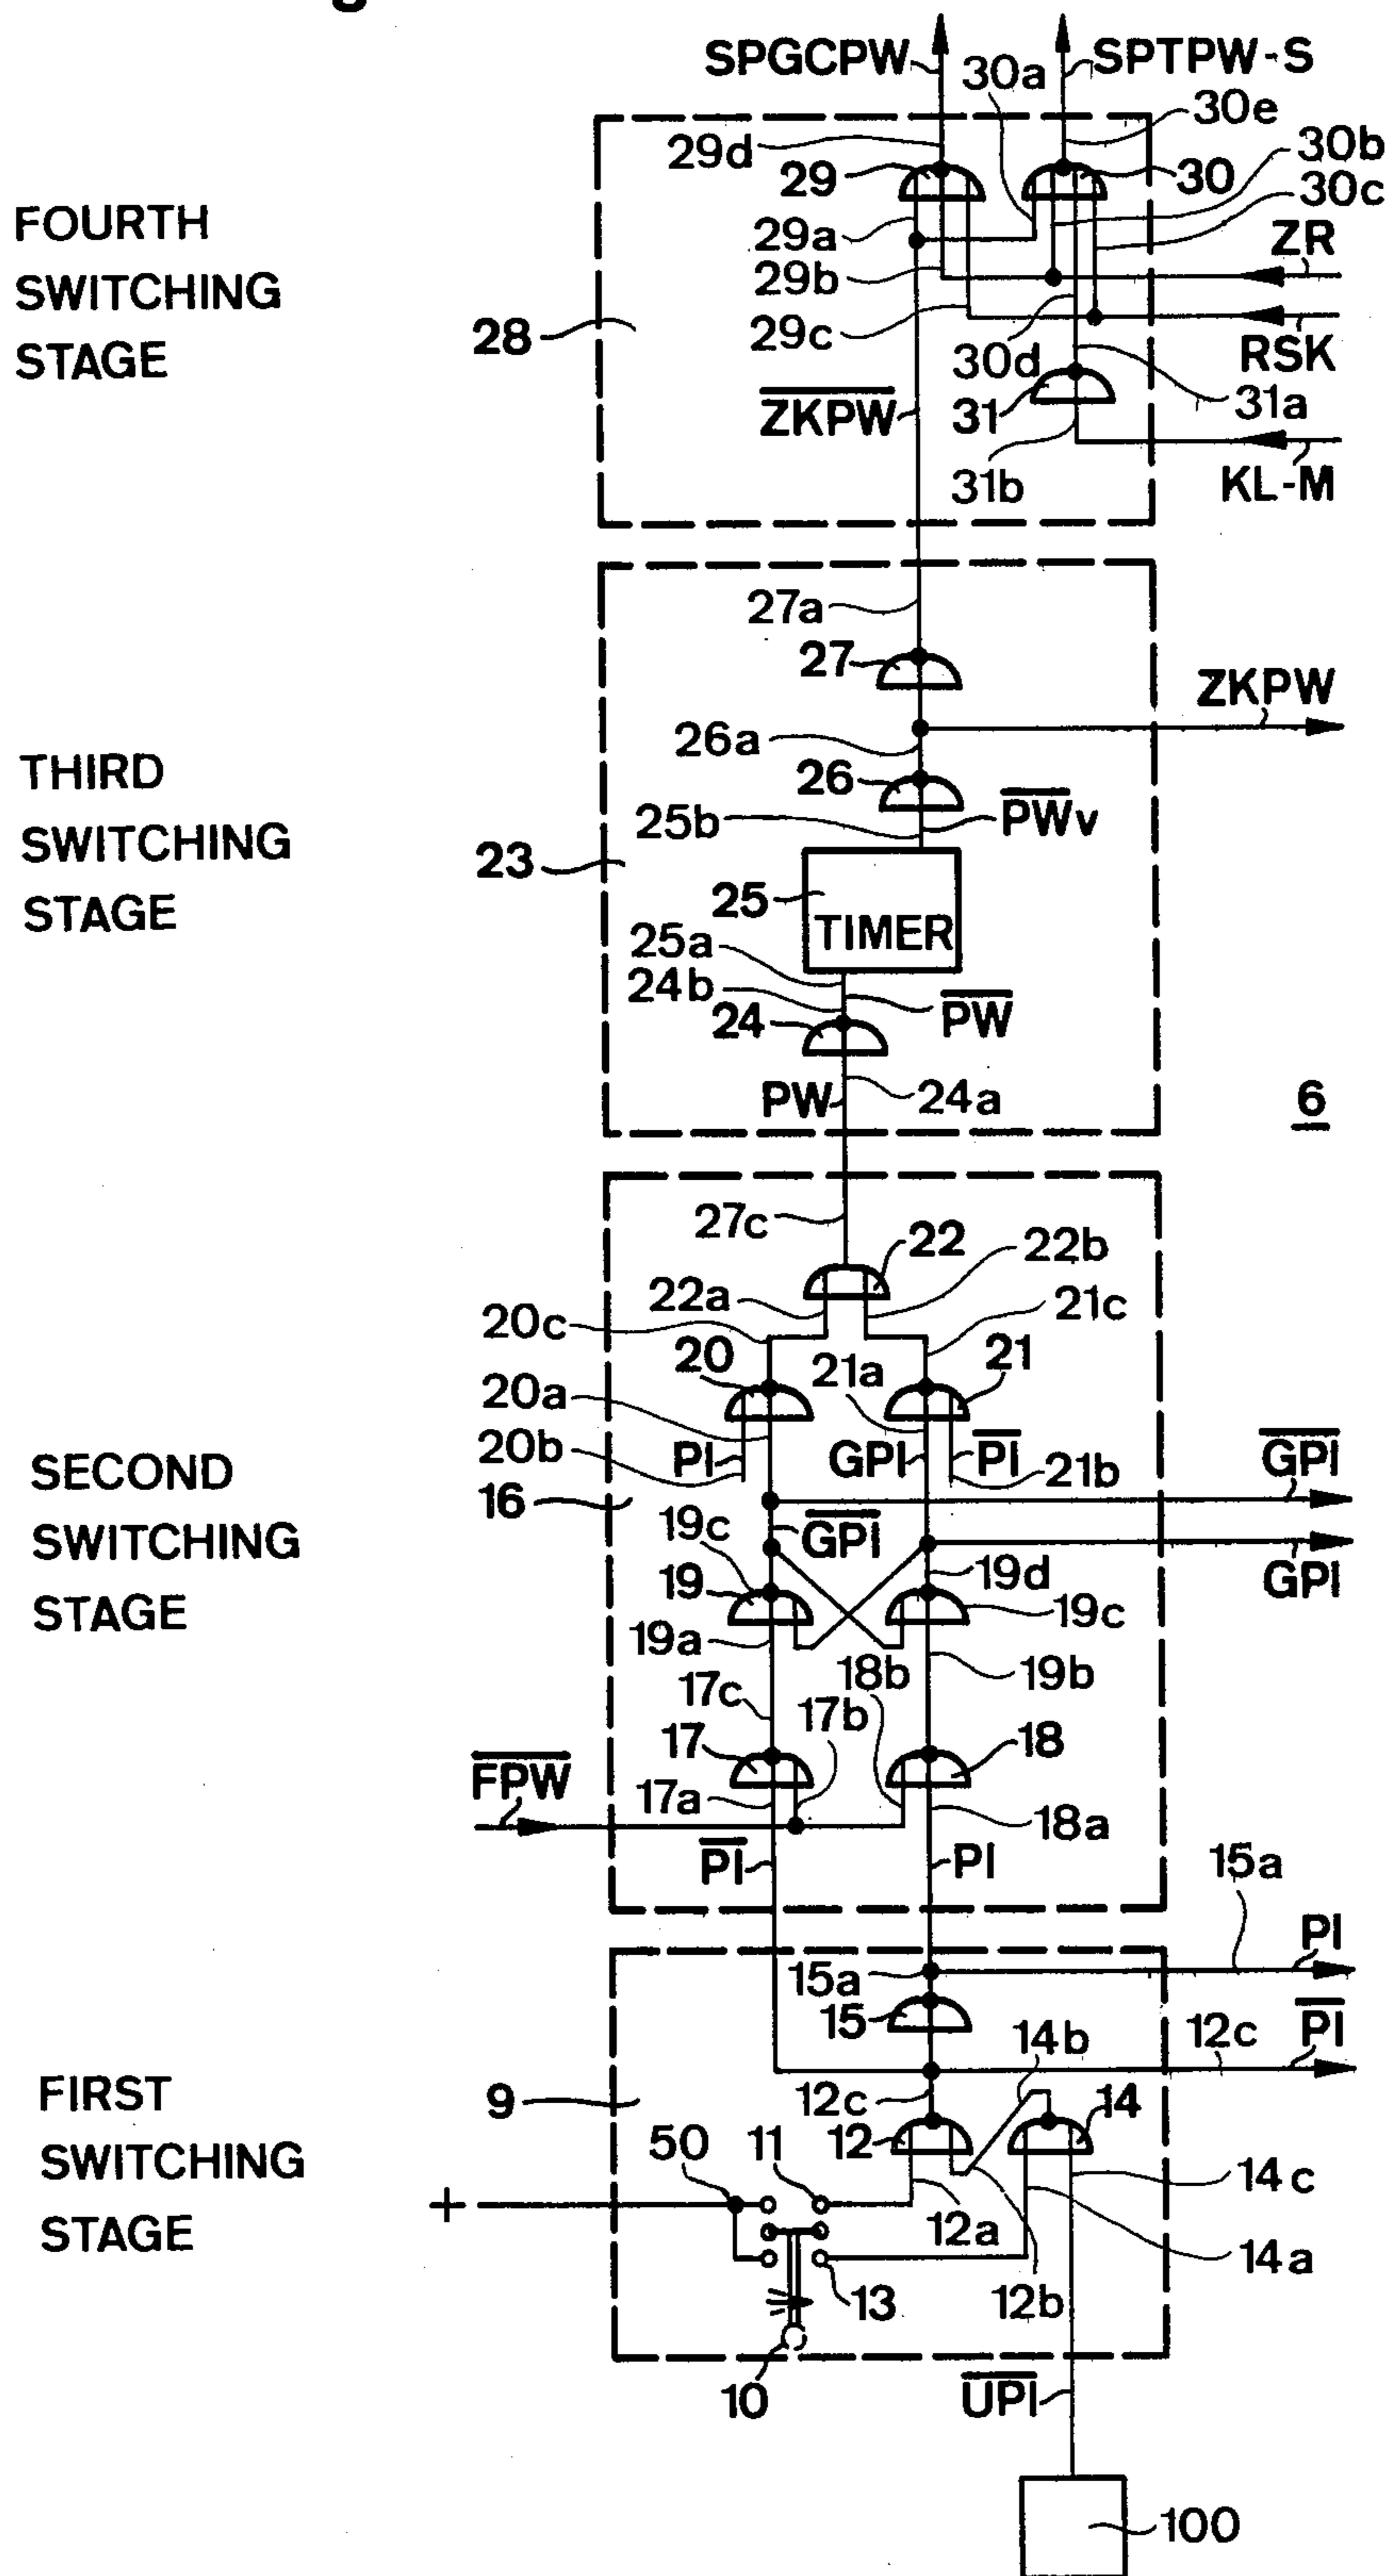 SPGCPW
30a
SPTPW-S
30e
29d
29
30
30b
30c
FOURTH
SWITCHING
STAGE
28
29a
29b
29c
ZR
30d
RSK
ZKPW
31
31a
31b
KL-M
27a
27
ZKPW
26a
26
PWv
25b
THIRD
SWITCHING
STAGE
23
25
TIMER
25a
24b
24
PW
PW
24a
6
27c
22
22b
22a
20c
21c
20
21a
21
20a
20b
PI
GPI
PI
21b
GPI
SECOND
SWITCHING
STAGE
16
19c
GPI
19d
GPI
19
19c
19a
18b
19b
17c
17b
17
18
FPW
17a
18a
PI
PI
15a
PI
15a
15
14b
12c
PI
FIRST
SWITCHING
STAGE
9
12c
12
14
50
11
14c
12a
14a
13
12b
10
UPI
100
+